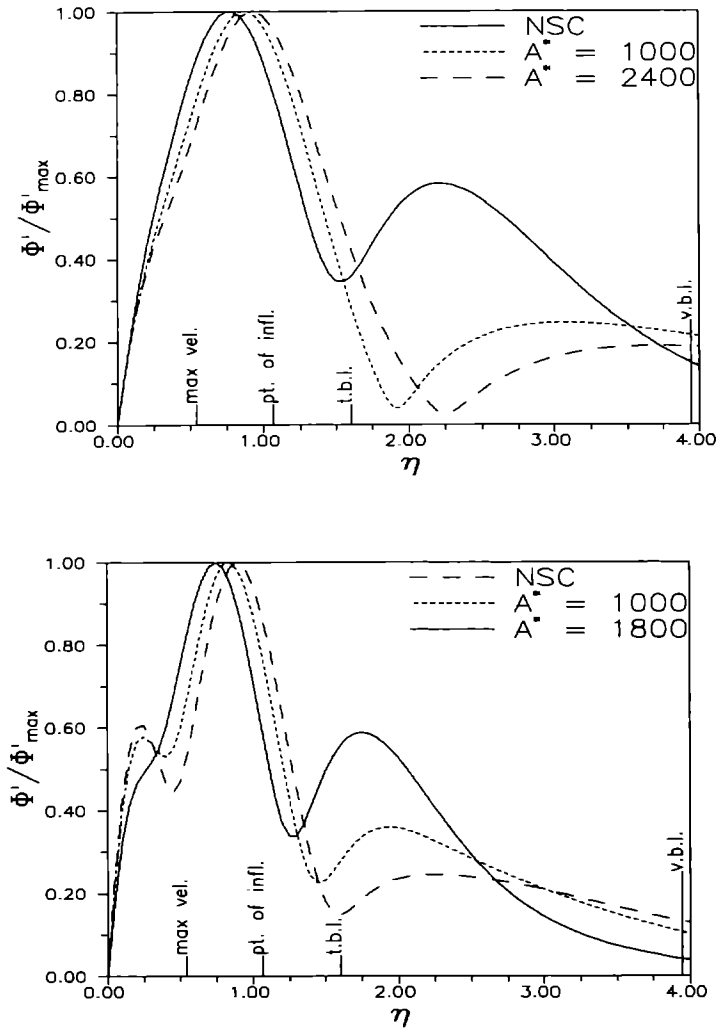 NSC
A* = 1000
A* = 2400
1.00
0.80
0.60
0.40
0.20
0.00
Φ'/Φ'max
max vel.
pt. of infl.
t.b.l.
v.b.l.
0.00 1.00 2.00 3.00 4.00
η
NSC
A* = 1000
A* = 1800
1.00
0.80
0.60
0.40
0.20
0.00
Φ'/Φ'max
max vel.
pt. of infl.
t.b.l.
v.b.l.
0.00 1.00 2.00 3.00 4.00
η